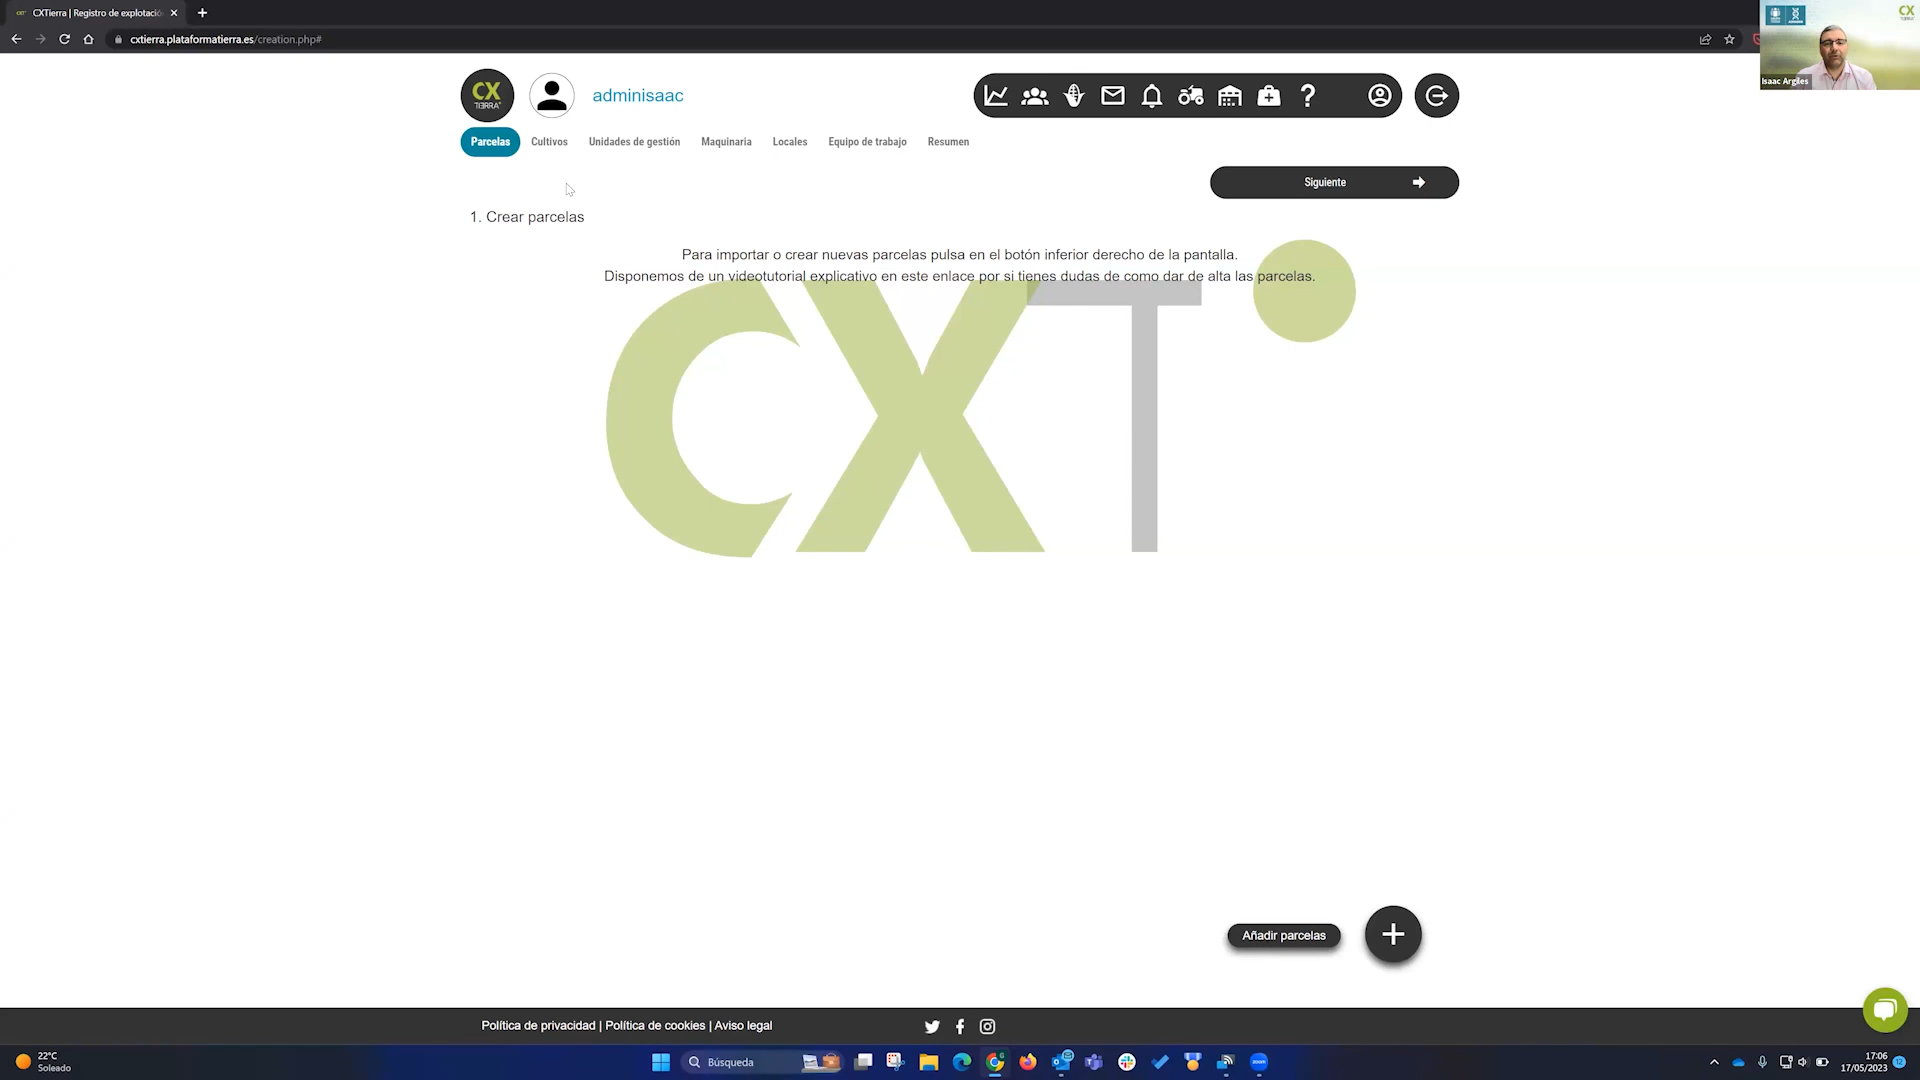 CXTierra | Registro de explotació
cxtierra.plataformatierra.es/creation.php#
CX
Isaac Argiles
CX
TIERRA
adminisaac
Parcelas
Cultivos
Unidades de gestión
Maquinaria
Locales
Equipo de trabajo
Resumen
Siguiente
1. Crear parcelas
Para importar o crear nuevas parcelas pulsa en el botón inferior derecho de la pantalla.
Disponemos de un videotutorial explicativo en este enlace por si tienes dudas de como dar de alta las parcelas.
CXT
Añadir parcelas
Política de privacidad | Política de cookies | Aviso legal
22°C
Soleado
Búsqueda
zoom
17:06
17/05/2023
12